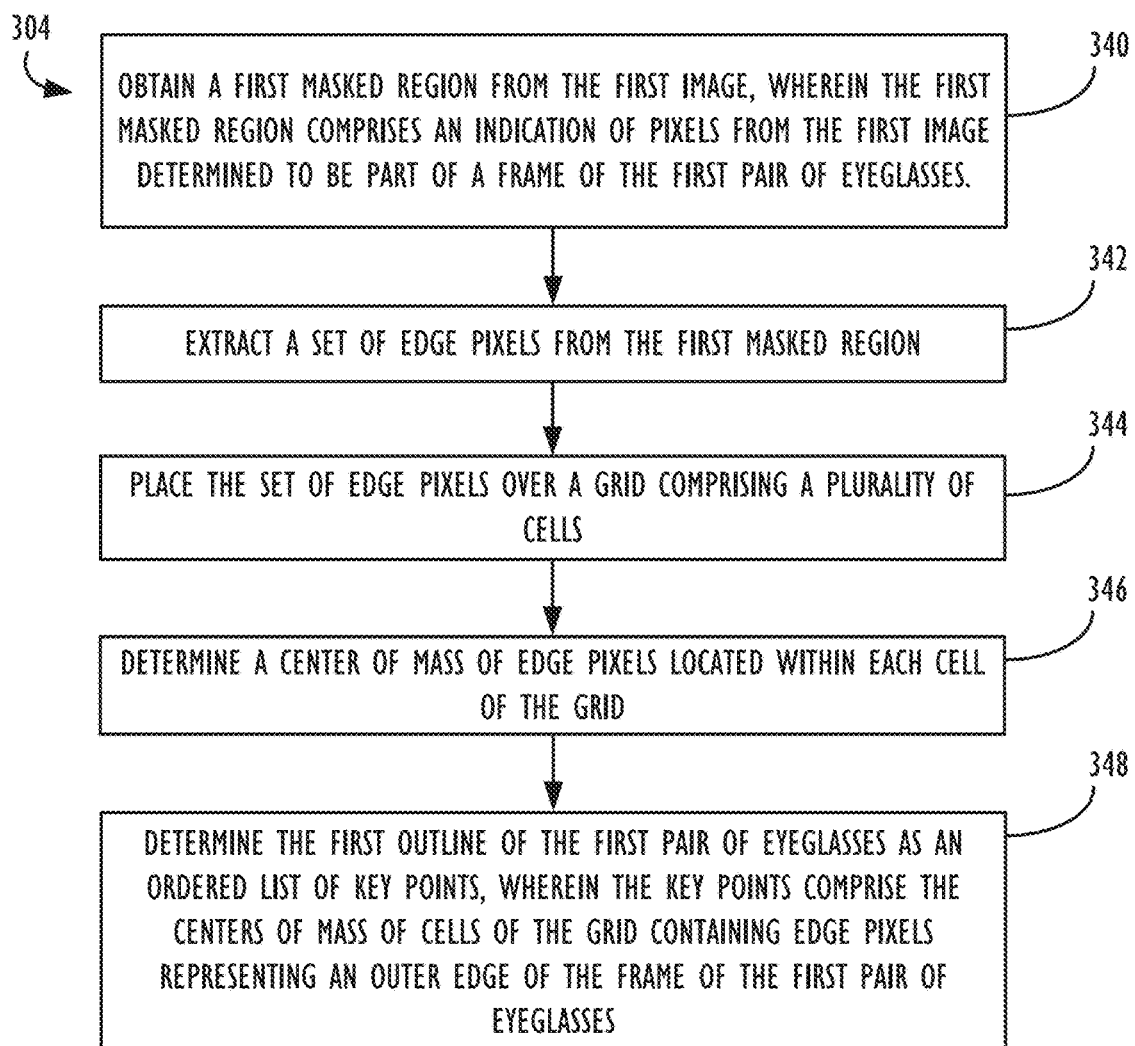 304
340
OBTAIN A FIRST MASKED REGION FROM THE FIRST IMAGE, WHEREIN THE FIRST
MASKED REGION COMPRISES AN INDICATION OF PIXELS FROM THE FIRST IMAGE
DETERMINED TO BE PART OF A FRAME OF THE FIRST PAIR OF EYEGLASSES.
342
EXTRACT A SET OF EDGE PIXELS FROM THE FIRST MASKED REGION
344
PLACE THE SET OF EDGE PIXELS OVER A GRID COMPRISING A PLURALITY OF
CELLS
346
DETERMINE A CENTER OF MASS OF EDGE PIXELS LOCATED WITHIN EACH CELL
OF THE GRID
348
DETERMINE THE FIRST OUTLINE OF THE FIRST PAIR OF EYEGLASSES AS AN
ORDERED LIST OF KEY POINTS, WHEREIN THE KEY POINTS COMPRISE THE
CENTERS OF MASS OF CELLS OF THE GRID CONTAINING EDGE PIXELS
REPRESENTING AN OUTER EDGE OF THE FRAME OF THE FIRST PAIR OF
EYEGLASSES